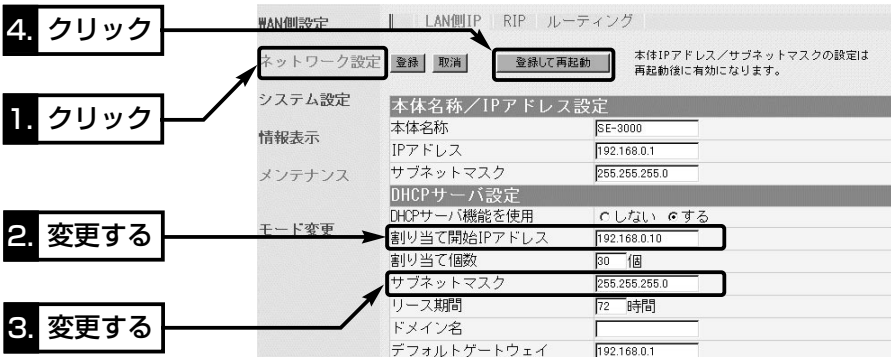 4. クリック
1. クリック
2. 変更する
3. 変更する
WAN側設定
ネットワーク設定
システム設定
情報表示
メンテナンス
モード変更
LAN側IP | RIP | ルーティング
登録 取消 登録して再起動
本体IPアドレス／サブネットマスクの設定は
再起動後に有効になります。
本体名称／IPアドレス設定
本体名称 SE-3000
IPアドレス 192.168.0.1
サブネットマスク 255.255.255.0
DHCPサーバ設定
DHCPサーバ機能を使用 しない する
割り当て開始IPアドレス 192.168.0.10
割り当て個数 30 個
サブネットマスク 255.255.255.0
リース期間 72 時間
ドメイン名
デフォルトゲートウェイ 192.168.0.1